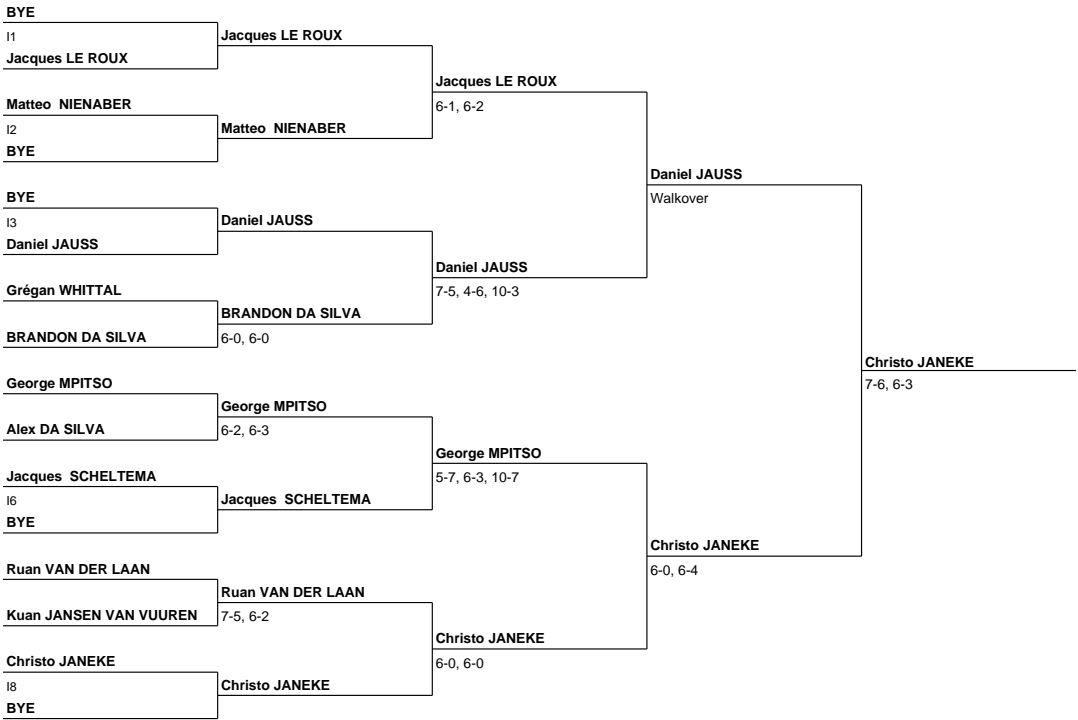 BYE
I1
Jacques LE ROUX
Matteo  NIENABER
I2
BYE
BYE
I3
Daniel JAUSS
Grégan WHITTAL
BRANDON DA SILVA
George MPITSO
Alex DA SILVA
Jacques  SCHELTEMA
I6
BYE
Ruan VAN DER LAAN
Kuan JANSEN VAN VUUREN
Christo JANEKE
I8
BYE
Jacques LE ROUX
Matteo  NIENABER
Daniel JAUSS
BRANDON DA SILVA
6-0, 6-0
George MPITSO
6-2, 6-3
Jacques  SCHELTEMA
Ruan VAN DER LAAN
7-5, 6-2
Christo JANEKE
Jacques LE ROUX
6-1, 6-2
Daniel JAUSS
7-5, 4-6, 10-3
George MPITSO
5-7, 6-3, 10-7
Christo JANEKE
6-0, 6-0
Daniel JAUSS
Walkover
Christo JANEKE
6-0, 6-4
Christo JANEKE
7-6, 6-3